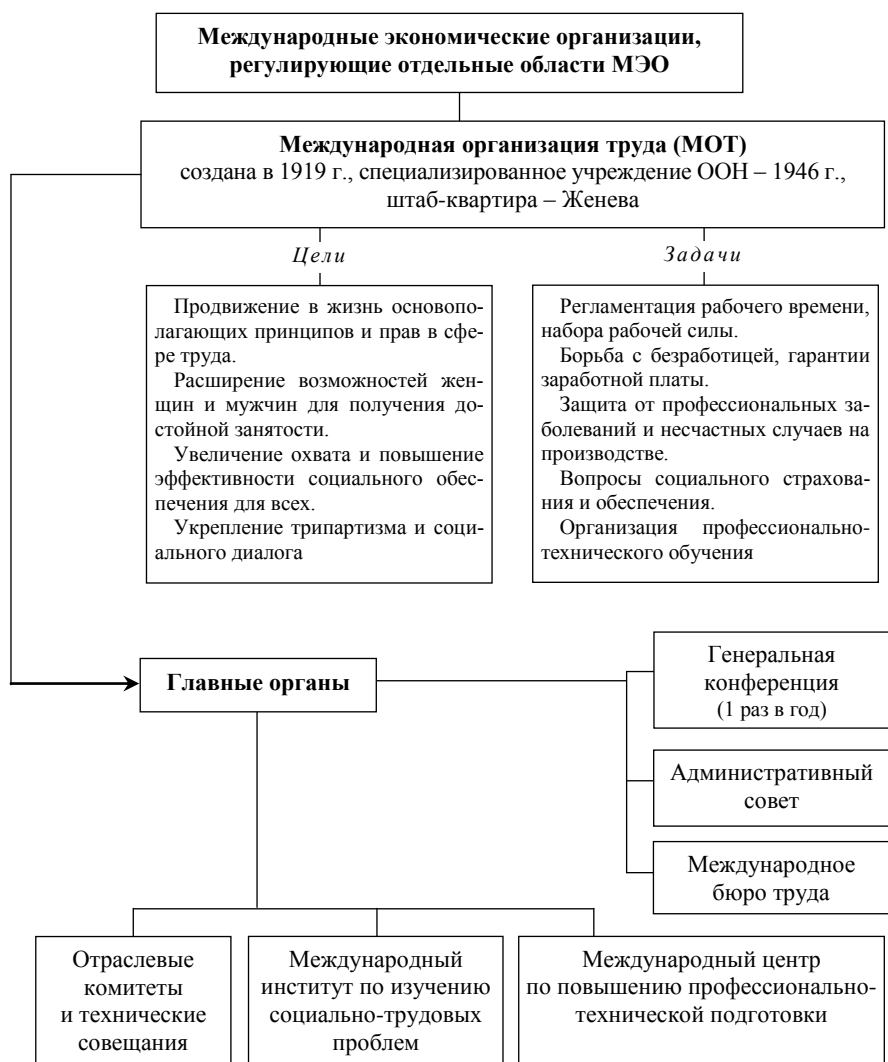 Международные экономические организации,
регулирующие отдельные области МЭО
Международная организация труда (МОТ)
создана в 1919 г., специализированное учреждение ООН – 1946 г.,
штаб-квартира – Женева
Цели
Задачи
Продвижение в жизнь основопо-
лагающих принципов и прав в сфе-
ре труда.
Расширение возможностей жен-
щин и мужчин для получения до-
стойной занятости.
Увеличение охвата и повышение
эффективности социального обес-
печения для всех.
Укрепление трипартизма и соци-
ального диалога
Регламентация рабочего времени,
набора рабочей силы.
Борьба с безработицей, гарантии
заработной платы.
Защита от профессиональных за-
болеваний и несчастных случаев на
производстве.
Вопросы социального страхова-
ния и обеспечения.
Организация профессионально-
технического обучения
Главные органы
Генеральная
конференция
(1 раз в год)
Административный
совет
Международное
бюро труда
Отраслевые
комитеты
и технические
совещания
Международный
институт по изучению
социально-трудовых
проблем
Международный центр
по повышению профессионально-
технической подготовки